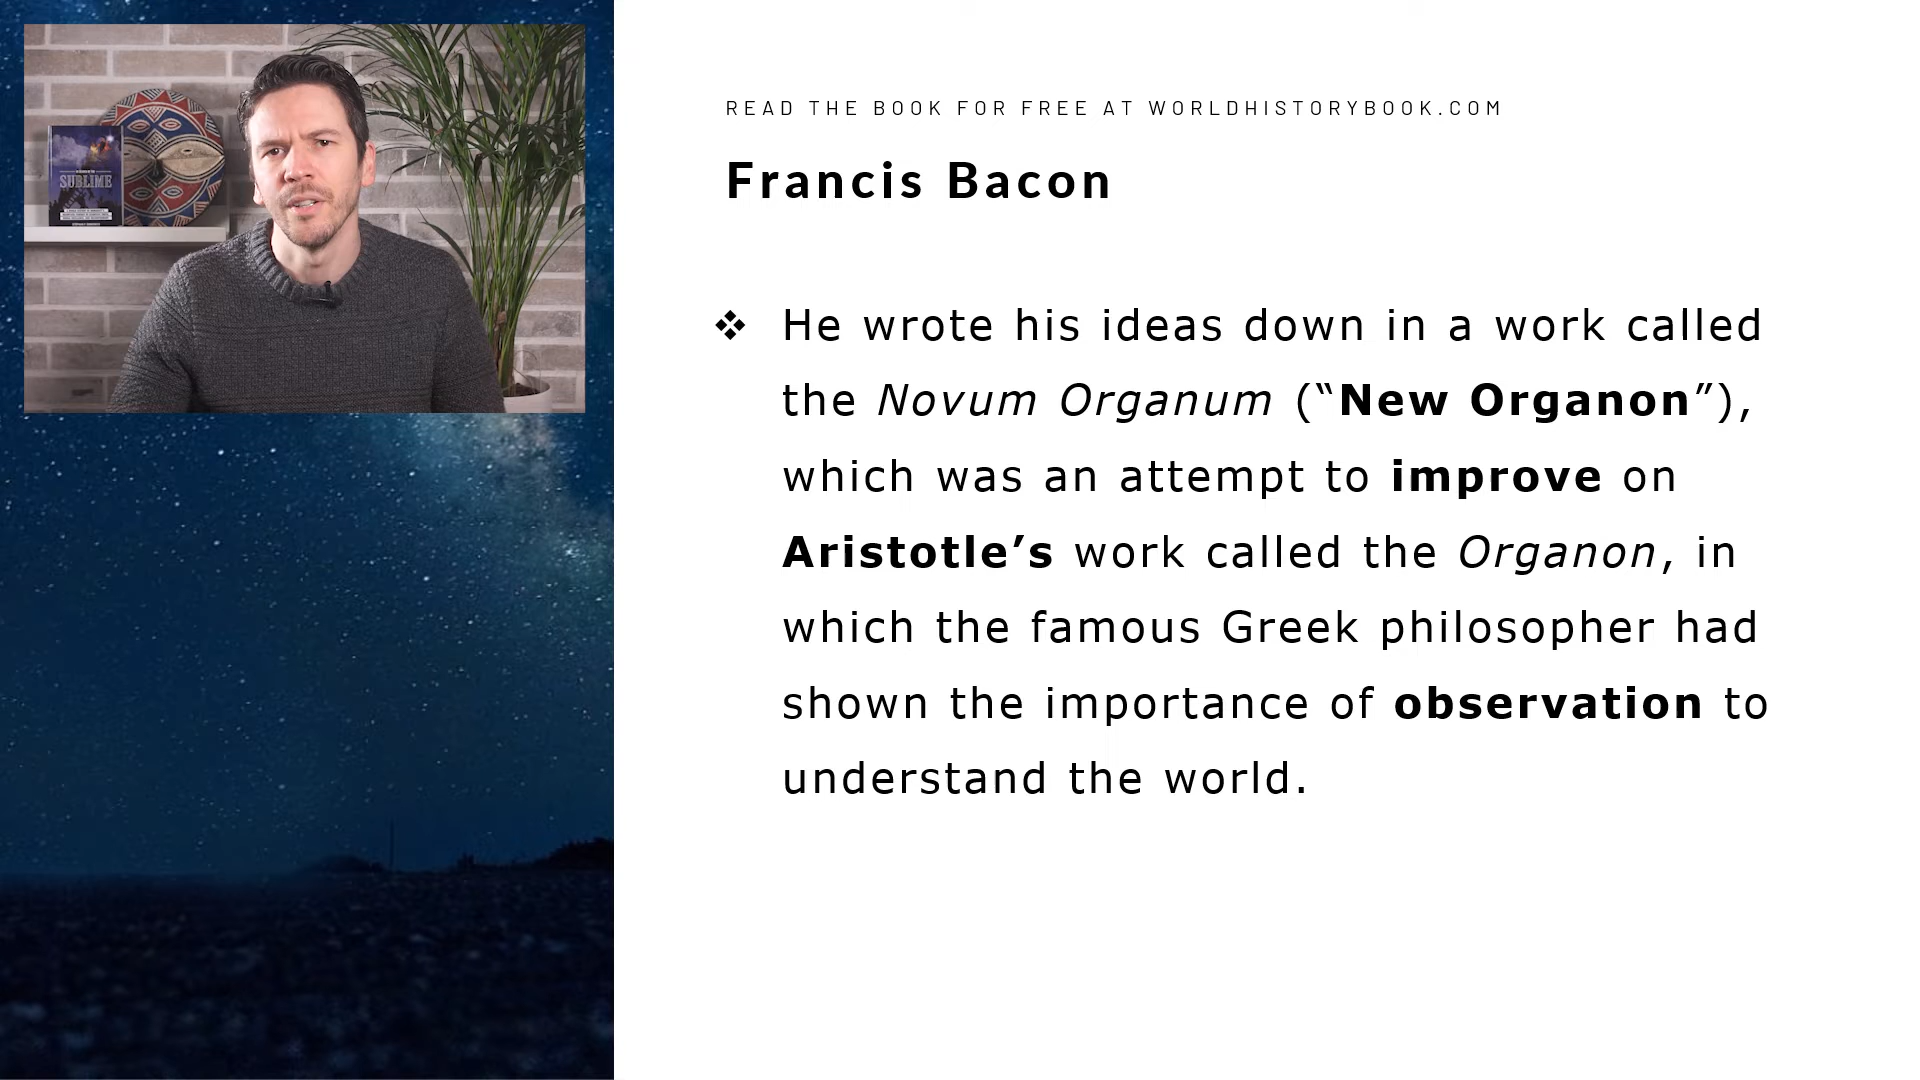 READ THE BOOK FOR FREE AT WORLDHISTORYBOOK.COM
Francis Bacon
❖ He wrote his ideas down in a work called
the Novum Organum (“New Organon”),
which was an attempt to improve on
Aristotle’s work called the Organon, in
which the famous Greek philosopher had
shown the importance of observation to
understand the world.
SUBLIME